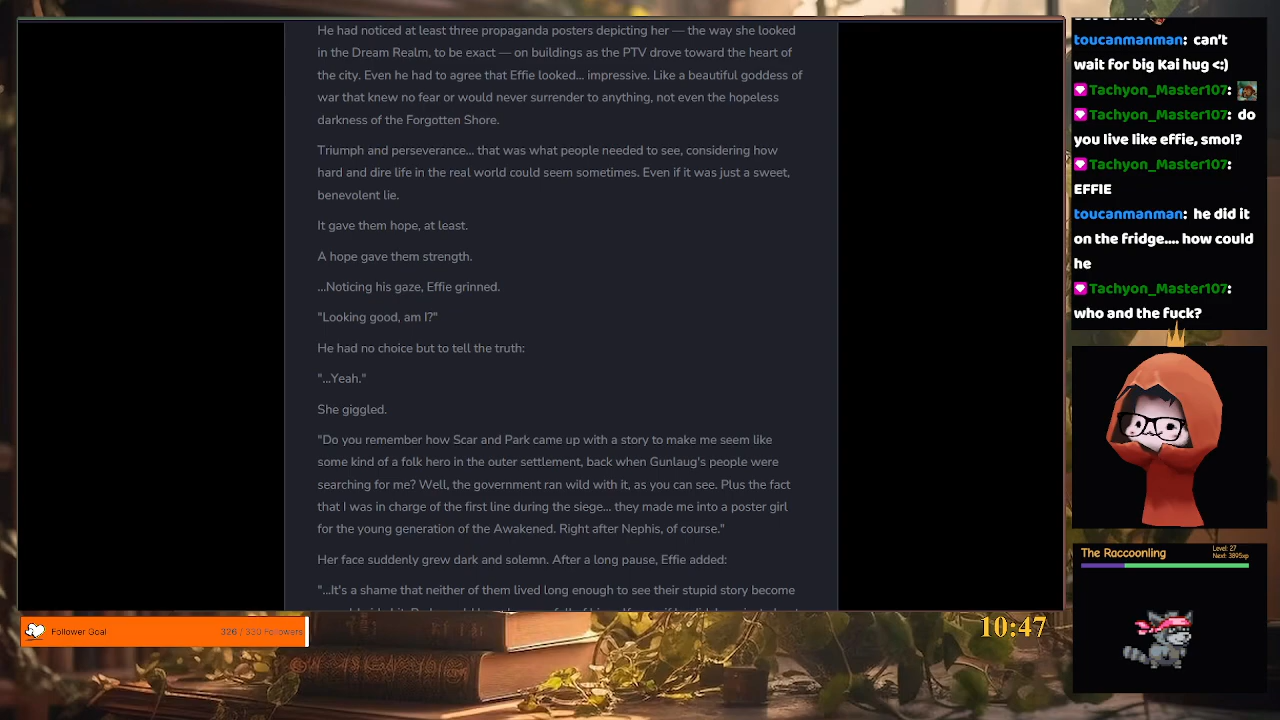 He had noticed at least three propaganda posters depicting her — the way she looked
in the Dream Realm, to be exact — on buildings as the PTV drove toward the heart of
the city. Even he had to agree that Effie looked... impressive. Like a beautiful goddess of
war that knew no fear or would never surrender to anything, not even the hopeless
darkness of the Forgotten Shore.
Triumph and perseverance... that was what people needed to see, considering how
hard and dire life in the real world could seem sometimes. Even if it was just a sweet,
benevolent lie.
It gave them hope, at least.
A hope gave them strength.
...Noticing his gaze, Effie grinned.
"Looking good, am I?"
He had no choice but to tell the truth:
"...Yeah."
She giggled.
"Do you remember how Scar and Park came up with a story to make me seem like
some kind of a folk hero in the outer settlement, back when Gunlaug's people were
searching for me? Well, the government ran wild with it, as you can see. Plus the fact
that I was in charge of the first line during the siege... they made me into a poster girl
for the young generation of the Awakened. Right after Nephis, of course."
Her face suddenly grew dark and solemn. After a long pause, Effie added:
"...It's a shame that neither of them lived long enough to see their stupid story become
toucanmanman: can't
wait for big Kai hug <:)
Tachyon_Master107:
Tachyon_Master107: do
you live like effie, smol?
Tachyon_Master107:
EFFIE
toucanmanman: he did it
on the fridge.... how could
he
Tachyon_Master107:
who and the fuck?
The Raccoonling
Level: 27
Next: 3895xp
Follower Goal
326 / 330 Followers
10:47